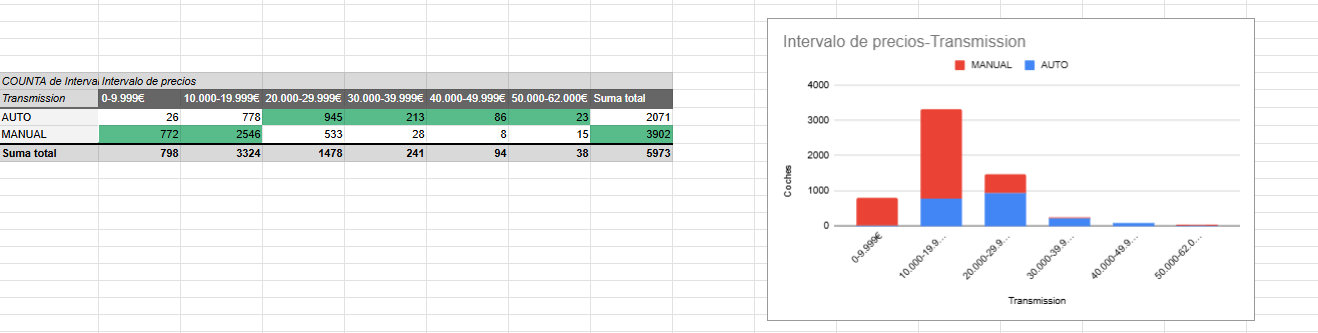 COUNTA de Interval Intervalo de precios
Transmission 0-9.999€ 10.000-19.999€ 20.000-29.999€ 30.000-39.999€ 40.000-49.999€ 50.000-62.000€ Suma total
AUTO 26 778 945 213 86 23 2071
MANUAL 772 2546 533 28 8 15 3902
Suma total 798 3324 1478 241 94 38 5973
Intervalo de precios-Transmission
MANUAL AUTO
4000
3000
2000
1000
0
Coches
0-9.999€
10.000-19.9…
20.000-29.9…
30.000-39.9…
40.000-49.9…
50.000-62.0…
Transmission